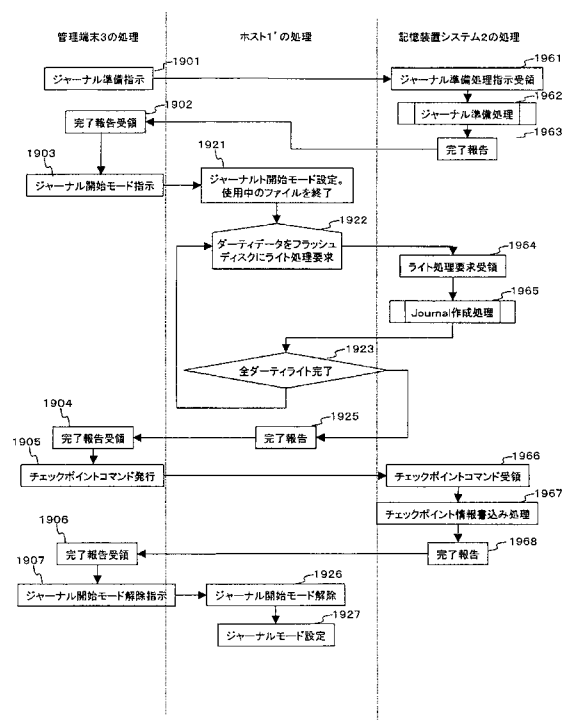 管理端末3の処理
ホスト1'の処理
記憶装置システム2の処理
1901
ジャーナル準備指示
1961
ジャーナル準備処理指示受領
1962
ジャーナル準備処理
1902
完了報告受領
1963
完了報告
1903
ジャーナル開始モード指示
1921
ジャーナルト開始モード設定。
使用中のファイルを終了
1922
ダーティデータをフラッシュ
ディスクにライト処理要求
1964
ライト処理要求受領
1965
Journal作成処理
1923
全ダーティライト完了
1904
完了報告受領
1925
完了報告
1905
チェックポイントコマンド発行
1966
チェックポイントコマンド受領
1967
チェックポイント情報書込み処理
1906
完了報告受領
1968
完了報告
1907
ジャーナル開始モード解除指示
1926
ジャーナル開始モード解除
1927
ジャーナルモード設定